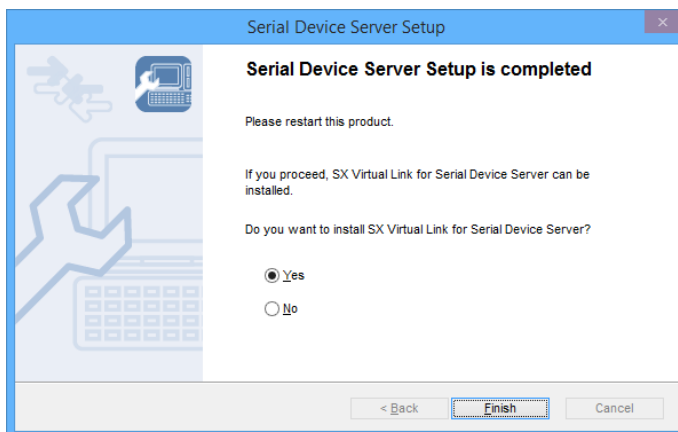 Serial Device Server Setup
Serial Device Server Setup is completed
Please restart this product.
If you proceed, SX Virtual Link for Serial Device Server can be
installed.
Do you want to install SX Virtual Link for Serial Device Server?
Yes
No
< Back
Finish
Cancel